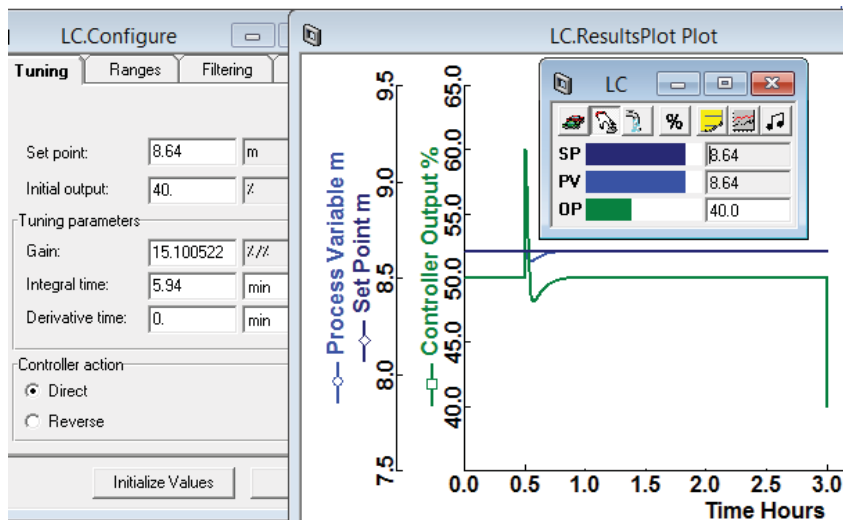 LC.Configure
Tuning
Ranges
Filtering
Set point:
8.64
m
Initial output:
40.
%
Tuning parameters
Gain:
15.100522
%/%
Integral time:
5.94
min
Derivative time:
0.
min
Controller action
Direct
Reverse
Initialize Values
LC.ResultsPlot Plot
LC
%
SP
8.64
PV
8.64
OP
40.0
Process Variable m
Set Point m
Controller Output %
9.5
9.0
8.5
8.0
7.5
65.0
60.0
55.0
50.0
45.0
40.0
0.0 0.5 1.0 1.5 2.0 2.5 3.0
Time Hours